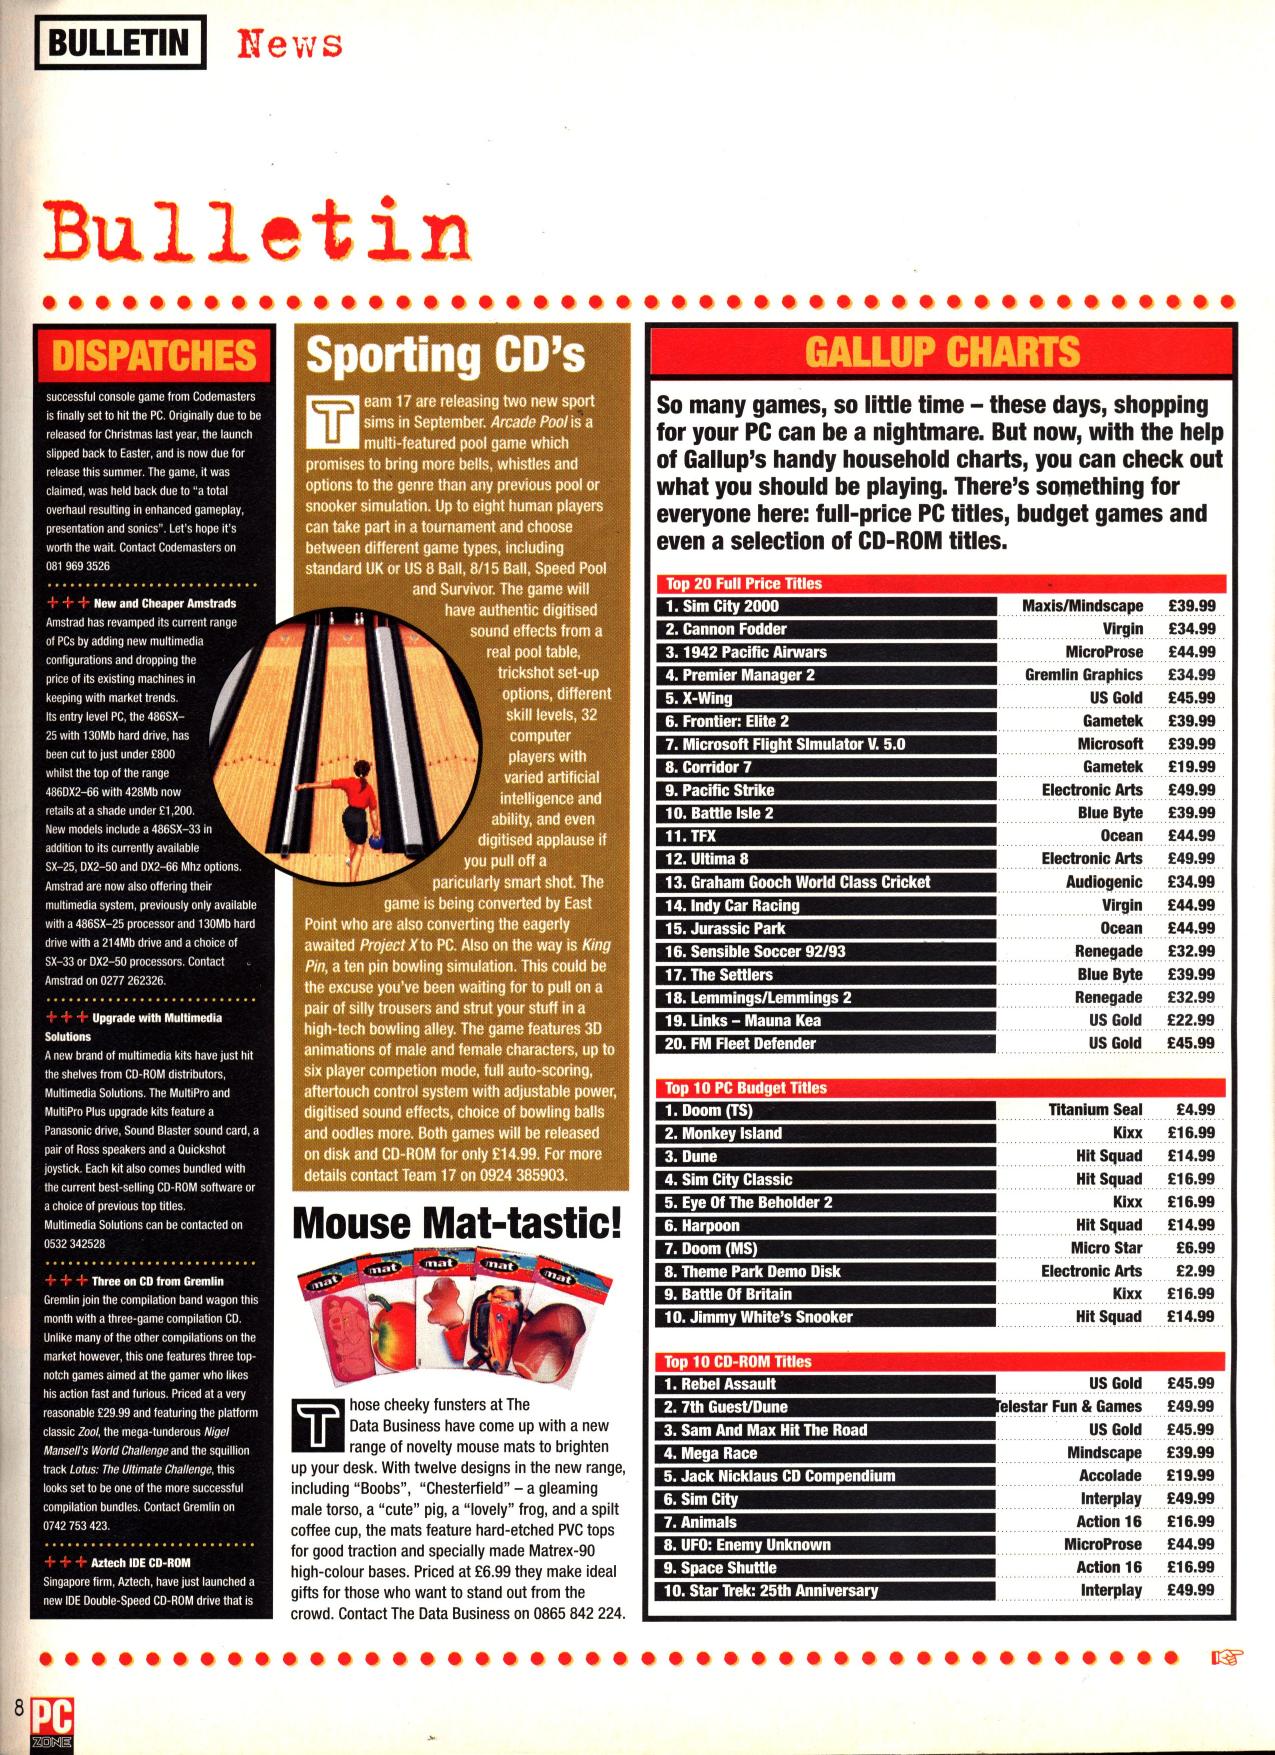 BULLETIN News
Bulletin
DISPATCHES
successful console game from Codemasters
is finally set to hit the PC. Originally due to be
released for Christmas last year, the launch
slipped back to Easter, and is now due for
release this summer. The game, it was
claimed, was held back due to "a total
overhaul resulting in enhanced gameplay,
presentation and sonics". Let's hope it's
worth the wait. Contact Codemasters on
081 969 3526
+++ New and Cheaper Amstrads
Amstrad has revamped its current range
of PCs by adding new multimedia
configurations and dropping the
price of its existing machines in
keeping with market trends.
Its entry level PC, the 486SX–
25 with 130Mb hard drive, has
been cut to just under £800
whilst the top of the range
486DX2–66 with 428Mb now
retails at a shade under £1,200.
New models include a 486SX–33 in
addition to its currently available
SX–25, DX2–50 and DX2–66 Mhz options.
Amstrad are now also offering their
multimedia system, previously only available
with a 486SX–25 processor and 130Mb hard
drive with a 214Mb drive and a choice of
SX–33 or DX2–50 processors. Contact
Amstrad on 0277 262326.
+++ Upgrade with Multimedia
Solutions
A new brand of multimedia kits have just hit
the shelves from CD-ROM distributors,
Multimedia Solutions. The MultiPro and
MultiPro Plus upgrade kits feature a
Panasonic drive, Sound Blaster sound card, a
pair of Ross speakers and a Quickshot
joystick. Each kit also comes bundled with
the current best-selling CD-ROM software or
a choice of previous top titles.
Multimedia Solutions can be contacted on
0532 342528
+++ Three on CD from Gremlin
Gremlin join the compilation band wagon this
month with a three-game compilation CD.
Unlike many of the other compilations on the
market however, this one features three top-
notch games aimed at the gamer who likes
his action fast and furious. Priced at a very
reasonable £29.99 and featuring the platform
classic Zool, the mega-tunderous Nigel
Mansell's World Challenge and the squillion
track Lotus: The Ultimate Challenge, this
looks set to be one of the more successful
compilation bundles. Contact Gremlin on
0742 753 423.
+++ Aztech IDE CD-ROM
Singapore firm, Aztech, have just launched a
new IDE Double-Speed CD-ROM drive that is
Sporting CD's
Team 17 are releasing two new sport
sims in September. Arcade Pool is a
multi-featured pool game which
promises to bring more bells, whistles and
options to the genre than any previous pool or
snooker simulation. Up to eight human players
can take part in a tournament and choose
between different game types, including
standard UK or US 8 Ball, 8/15 Ball, Speed Pool
and Survivor. The game will
have authentic digitised
sound effects from a
real pool table,
trickshot set-up
options, different
skill levels, 32
computer
players with
varied artificial
intelligence and
ability, and even
digitised applause if
you pull off a
paricularly smart shot. The
game is being converted by East
Point who are also converting the eagerly
awaited Project X to PC. Also on the way is King
Pin, a ten pin bowling simulation. This could be
the excuse you've been waiting for to pull on a
pair of silly trousers and strut your stuff in a
high-tech bowling alley. The game features 3D
animations of male and female characters, up to
six player competion mode, full auto-scoring,
aftertouch control system with adjustable power,
digitised sound effects, choice of bowling balls
and oodles more. Both games will be released
on disk and CD-ROM for only £14.99. For more
details contact Team 17 on 0924 385903.
Mouse Mat-tastic!
mat mat mat mat mat
Those cheeky funsters at The
Data Business have come up with a new
range of novelty mouse mats to brighten
up your desk. With twelve designs in the new range,
including "Boobs", "Chesterfield" – a gleaming
male torso, a "cute" pig, a "lovely" frog, and a spilt
coffee cup, the mats feature hard-etched PVC tops
for good traction and specially made Matrex-90
high-colour bases. Priced at £6.99 they make ideal
gifts for those who want to stand out from the
crowd. Contact The Data Business on 0865 842 224.
GALLUP CHARTS
So many games, so little time – these days, shopping
for your PC can be a nightmare. But now, with the help
of Gallup's handy household charts, you can check out
what you should be playing. There's something for
everyone here: full-price PC titles, budget games and
even a selection of CD-ROM titles.
Top 20 Full Price Titles
1. Sim City 2000 Maxis/Mindscape £39.99
2. Cannon Fodder Virgin £34.99
3. 1942 Pacific Airwars MicroProse £44.99
4. Premier Manager 2 Gremlin Graphics £34.99
5. X-Wing US Gold £45.99
6. Frontier: Elite 2 Gametek £39.99
7. Microsoft Flight SImulator V. 5.0 Microsoft £39.99
8. Corridor 7 Gametek £19.99
9. Pacific Strike Electronic Arts £49.99
10. Battle Isle 2 Blue Byte £39.99
11. TFX Ocean £44.99
12. Ultima 8 Electronic Arts £49.99
13. Graham Gooch World Class Cricket Audiogenic £34.99
14. Indy Car Racing Virgin £44.99
15. Jurassic Park Ocean £44.99
16. Sensible Soccer 92/93 Renegade £32.99
17. The Settlers Blue Byte £39.99
18. Lemmings/Lemmings 2 Renegade £32.99
19. Links – Mauna Kea US Gold £22.99
20. FM Fleet Defender US Gold £45.99
Top 10 PC Budget Titles
1. Doom (TS) Titanium Seal £4.99
2. Monkey Island Kixx £16.99
3. Dune Hit Squad £14.99
4. Sim City Classic Hit Squad £16.99
5. Eye Of The Beholder 2 Kixx £16.99
6. Harpoon Hit Squad £14.99
7. Doom (MS) Micro Star £6.99
8. Theme Park Demo Disk Electronic Arts £2.99
9. Battle Of Britain Kixx £16.99
10. Jimmy White's Snooker Hit Squad £14.99
Top 10 CD-ROM Titles
1. Rebel Assault US Gold £45.99
2. 7th Guest/Dune Telestar Fun & Games £49.99
3. Sam And Max Hit The Road US Gold £45.99
4. Mega Race Mindscape £39.99
5. Jack Nicklaus CD Compendium Accolade £19.99
6. Sim City Interplay £49.99
7. Animals Action 16 £16.99
8. UFO: Enemy Unknown MicroProse £44.99
9. Space Shuttle Action 16 £16.99
10. Star Trek: 25th Anniversary Interplay £49.99
8 PC
ZONE